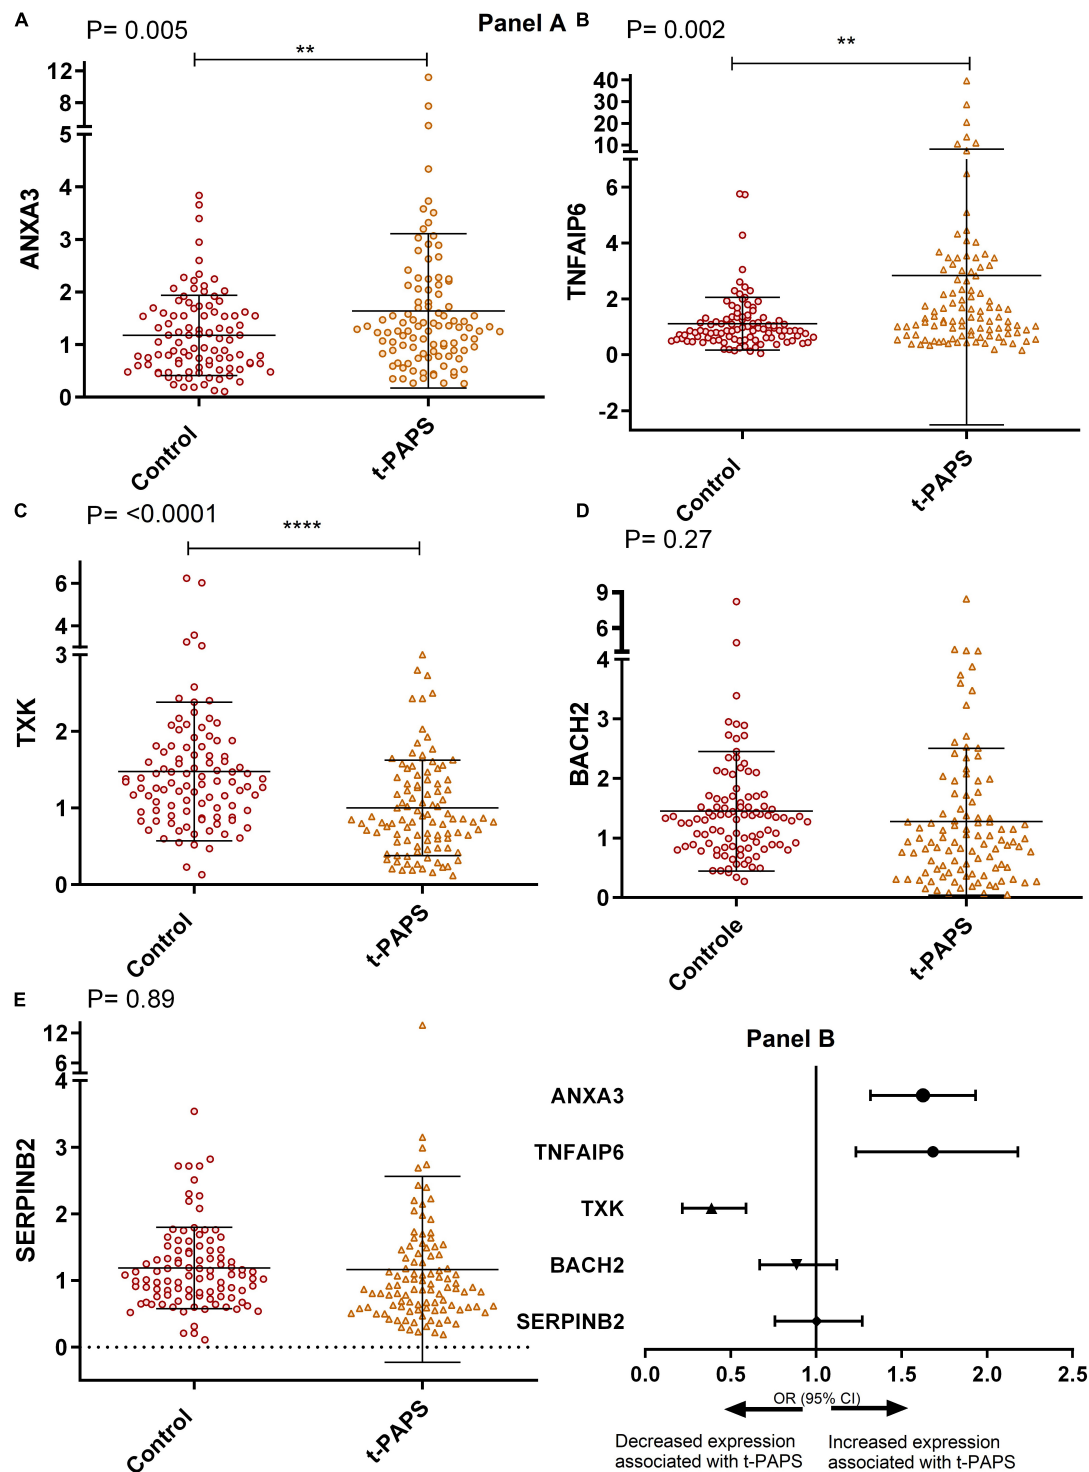 Panel A
A
P= 0.005
**
12
8
5
4
3
2
1
0
ANXA3
Control
t-PAPS
B
P= 0.002
**
40
30
20
10
6
4
2
0
-2
TNFAIP6
Control
t-PAPS
C
P= <0.0001
****
6
4
3
2
1
0
TXK
Control
t-PAPS
D
P= 0.27
9
6
4
3
2
1
0
BACH2
Controle
t-PAPS
E
P= 0.89
12
6
4
3
2
1
0
SERPINB2
Control
t-PAPS
Panel B
ANXA3
TNFAIP6
TXK
BACH2
SERPINB2
0.0 0.5 1.0 1.5 2.0 2.5
OR (95% CI)
Decreased expression
associated with t-PAPS
Increased expression
associated with t-PAPS